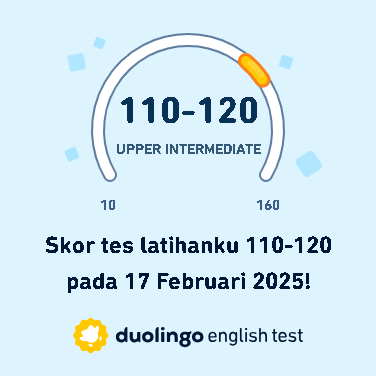 110-120
UPPER INTERMEDIATE
10 160
Skor tes latihanku 110-120
pada 17 Februari 2025!
duolingo english test